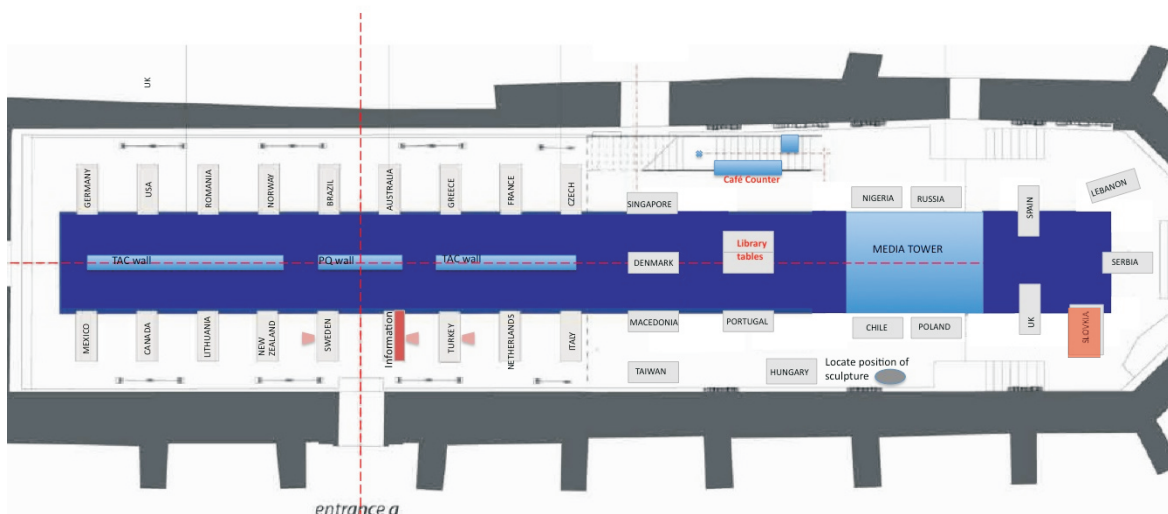 UK
GERMANY
USA
ROMANIA
NORWAY
BRAZIL
AUSTRALIA
GREECE
FRANCE
CZECH
SINGAPORE
Café Counter
NIGERIA
RUSSIA
SPAIN
LEBANON
TAC wall
PQ wall
TAC wall
DENMARK
Library
tables
MEDIA TOWER
SERBIA
MEXICO
CANADA
LITHUANIA
NEW
ZEALAND
SWEDEN
Information
TURKEY
NETHERLANDS
ITALY
MACEDONIA
PORTUGAL
CHILE
POLAND
UK
SLOVKIA
TAIWAN
HUNGARY
Locate position of
sculpture
entrance a